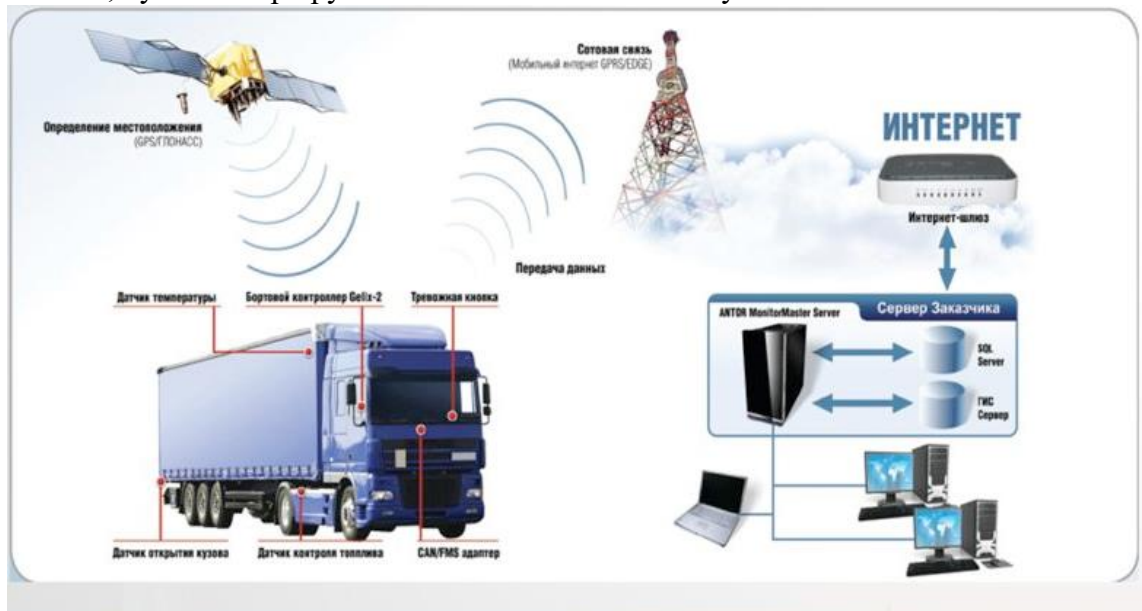 Сотовая связь
(Мобильный интернет GPRS/EDGE)
Определение местоположения
(GPS/ГЛОНАСС)
ИНТЕРНЕТ
Интернет-шлюз
Передача данных
Датчик температуры
Бортовой контроллер Gelix-2
Тревожная кнопка
ANTOR MonitorMaster Server
Сервер Заказчика
SQL
Server
ГИС
Сервер
Датчик открытия кузова
Датчик контроля топплива
CAN/FMS адаптер